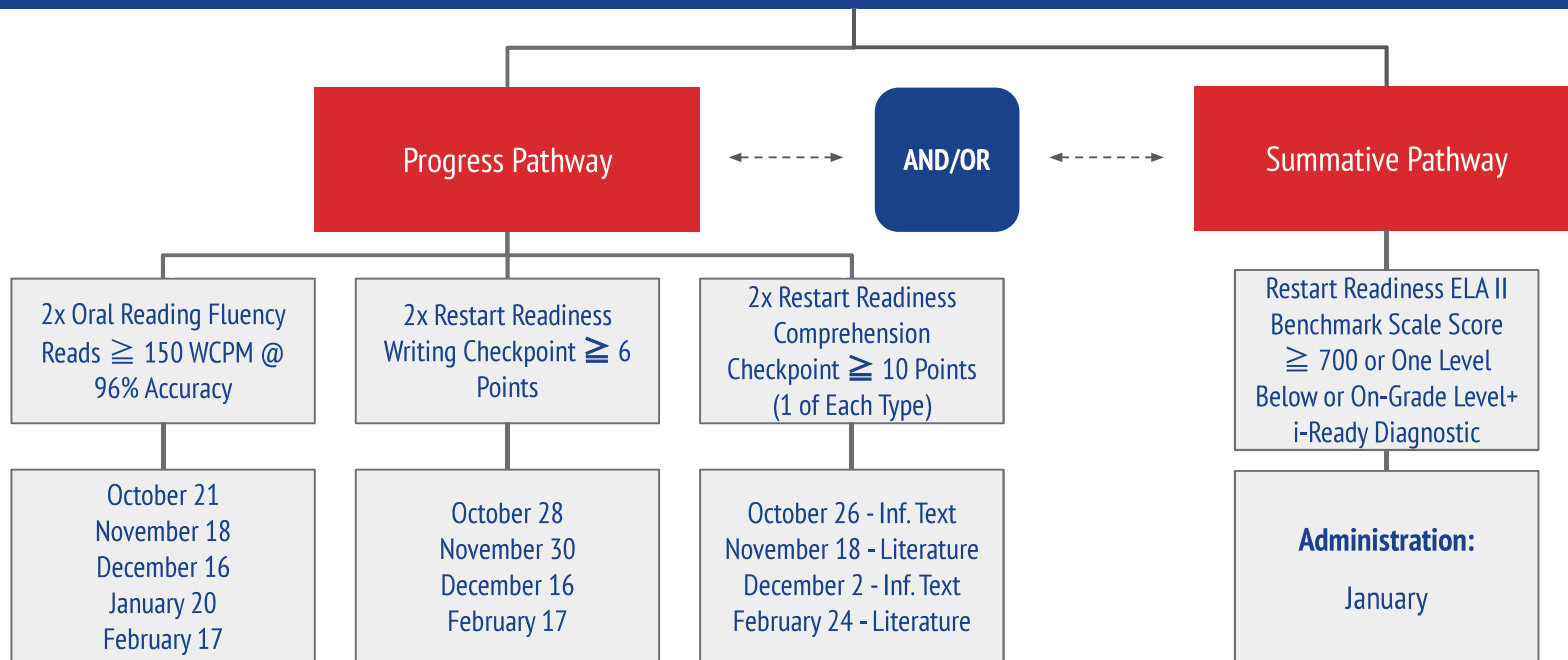 Progress Pathway
AND/OR
Summative Pathway
2x Oral Reading Fluency
Reads ≧ 150 WCPM @
96% Accuracy
2x Restart Readiness
Writing Checkpoint ≧ 6
Points
2x Restart Readiness
Comprehension
Checkpoint ≧ 10 Points
(1 of Each Type)
Restart Readiness ELA II
Benchmark Scale Score
≧ 700 or One Level
Below or On-Grade Level+
i-Ready Diagnostic
October 21
November 18
December 16
January 20
February 17
October 28
November 30
December 16
February 17
October 26 - Inf. Text
November 18 - Literature
December 2 - Inf. Text
February 24 - Literature
Administration:
January